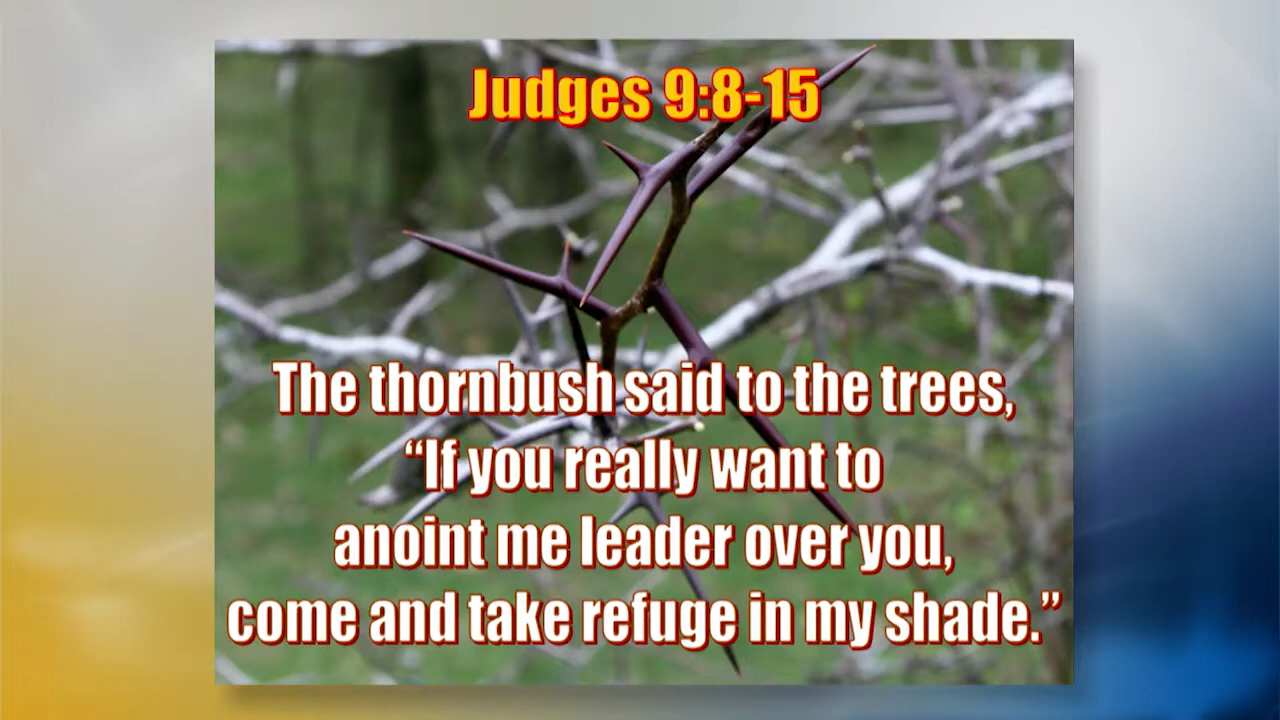 Judges 9:8-15
The thornbush said to the trees,
“If you really want to
anoint me leader over you,
come and take refuge in my shade.”